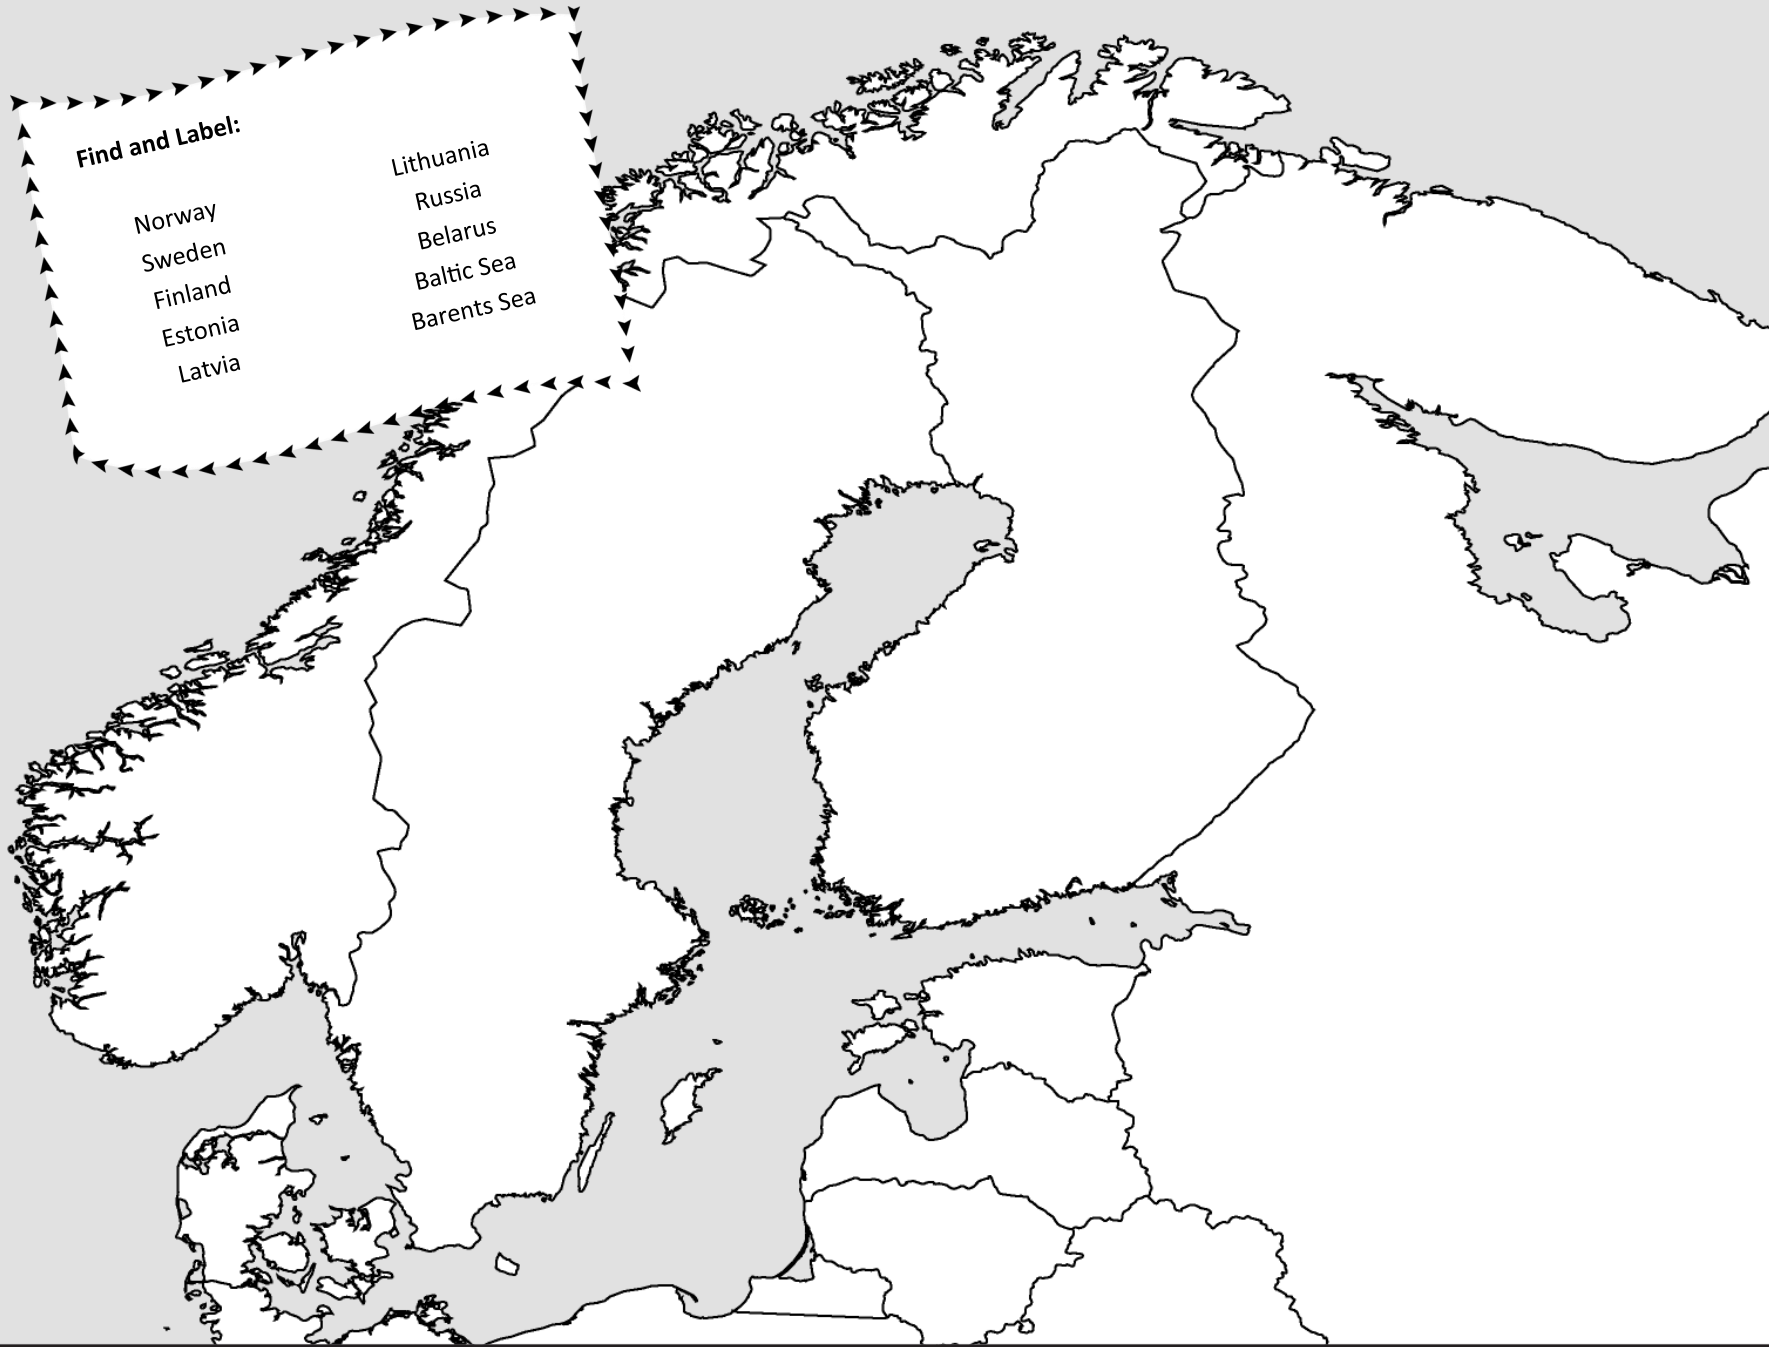 Find and Label:
Norway
Sweden
Finland
Estonia
Latvia
Lithuania
Russia
Belarus
Baltic Sea
Barents Sea